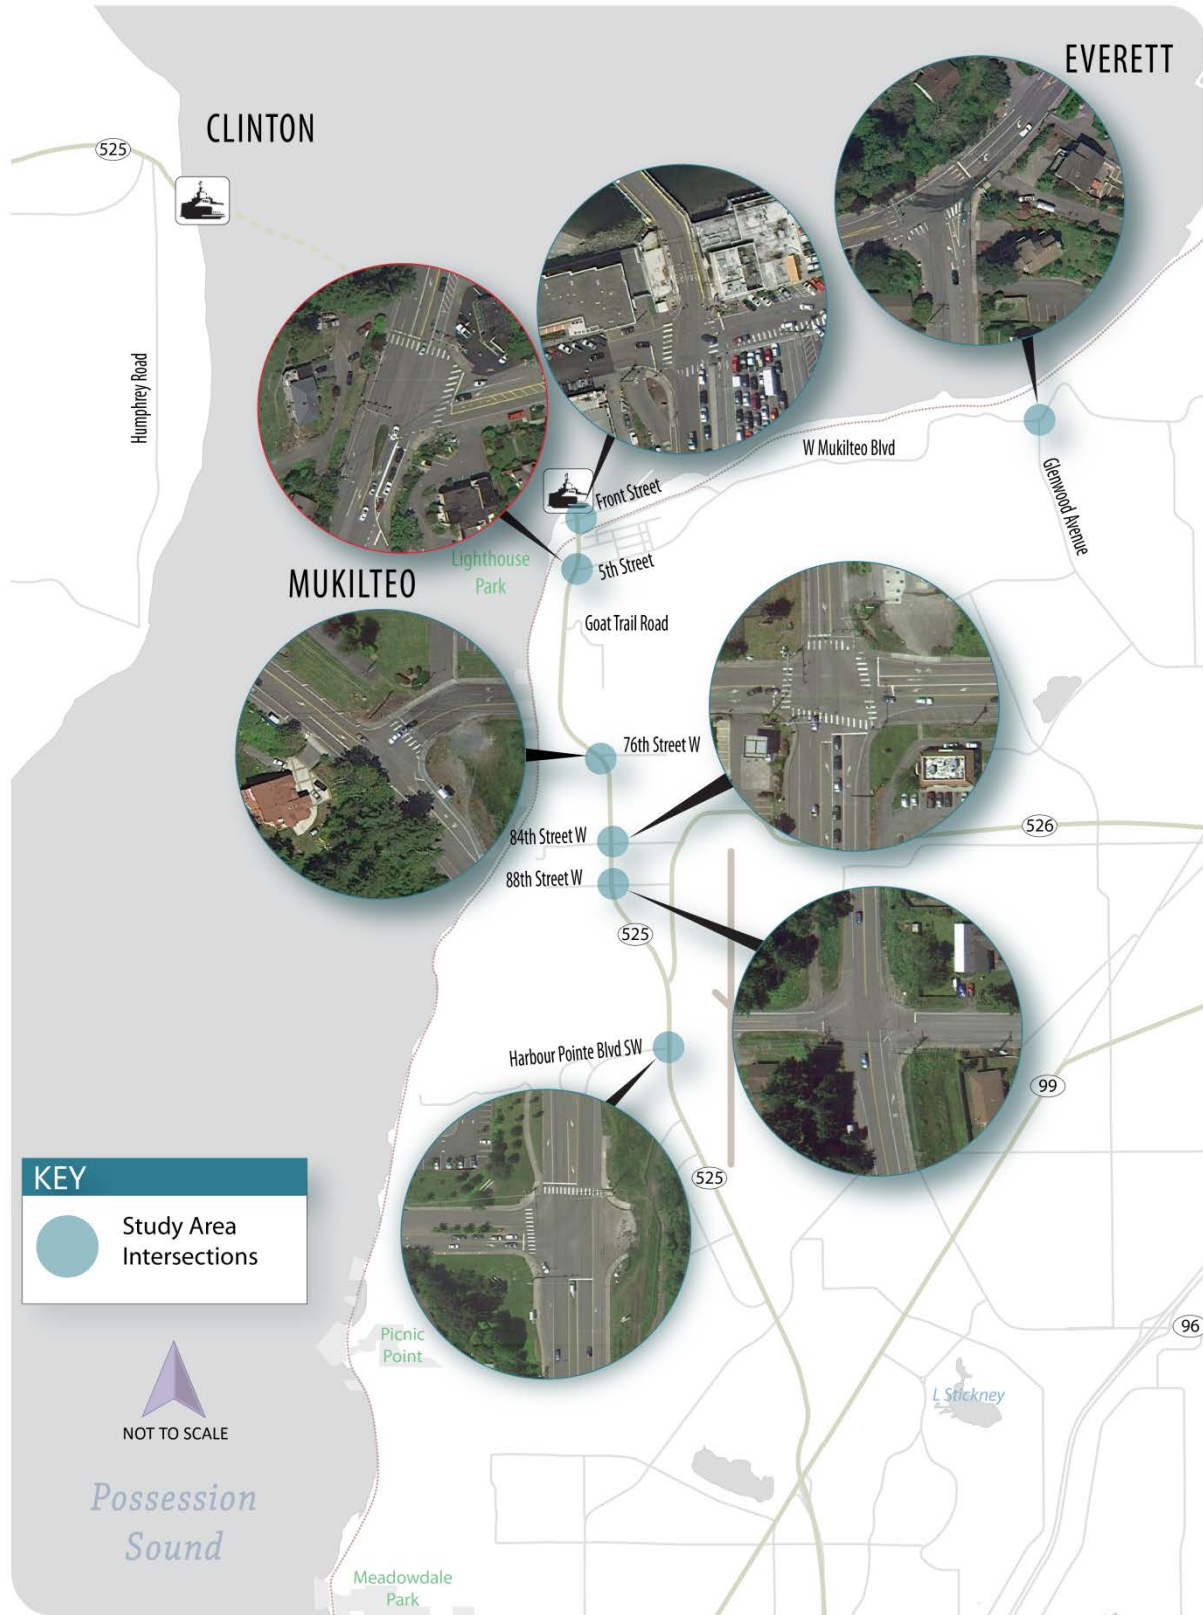 EVERETT
CLINTON
525
Humphrey Road
W Mukilteo Blvd
Glenwood Avenue
Front Street
Lighthouse
Park
5th Street
MUKILTEO
Goat Trail Road
76th Street W
84th Street W
526
88th Street W
525
Harbour Pointe Blvd SW
99
525
KEY
Study Area
Intersections
96
Picnic
Point
L Stickney
NOT TO SCALE
Possession
Sound
Meadowdale
Park